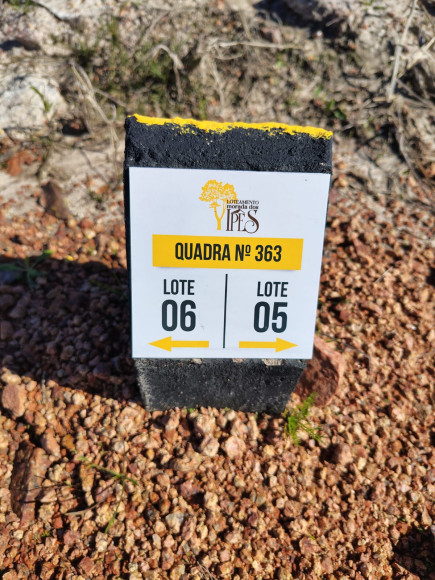 LOTEAMENTO
morada dos
IPÊS
QUADRA Nº 363
LOTE LOTE
06 05